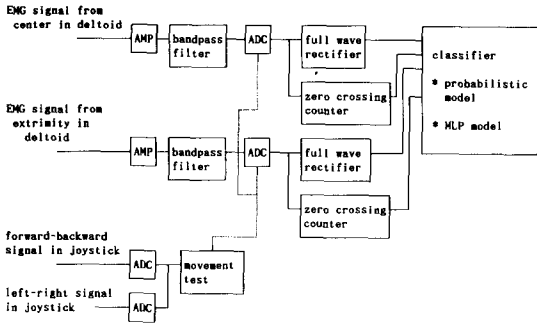 EMG signal from
center in deltoid
AMP
bandpass
filter
ADC
full wave
rectifier
zero crossing
counter
classifier
* probabilistic
model
* MLP model
EMG signal from
extrimity in
deltoid
AMP
bandpass
filter
ADC
full wave
rectifier
zero crossing
counter
forward-backward
signal in joystick
ADC
movement
test
left-right signal
in joystick
ADC